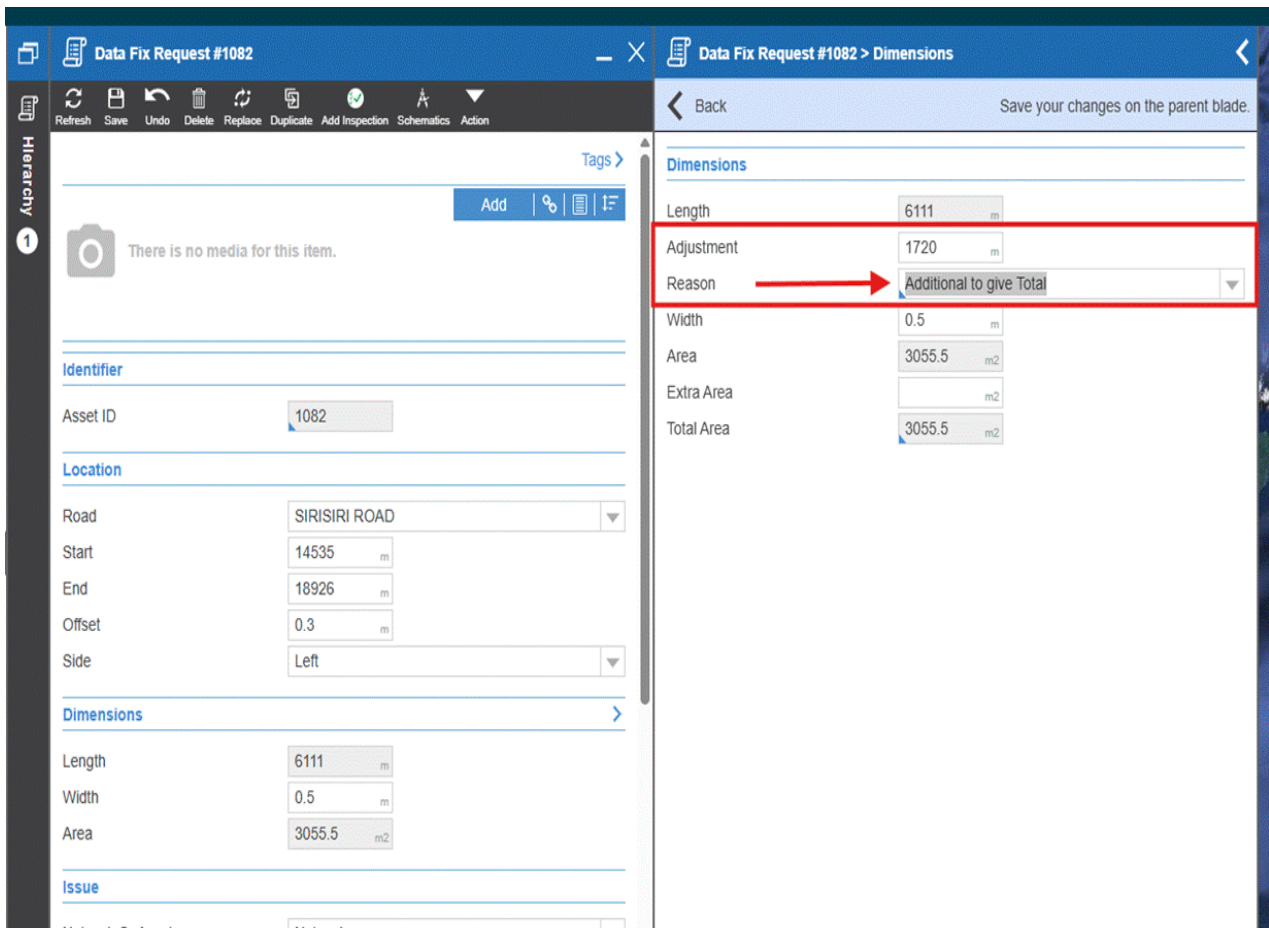 Data Fix Request #1082
Refresh Save Undo Delete Replace Duplicate Add Inspection Schematics Action
Hierarchy
1
Tags
Add
There is no media for this item.
Identifier
Asset ID 1082
Location
Road SIRISIRI ROAD
Start 14535 m
End 18926 m
Offset 0.3 m
Side Left
Dimensions
Length 6111 m
Width 0.5 m
Area 3055.5 m2
Issue
Data Fix Request #1082 > Dimensions
Back Save your changes on the parent blade.
Dimensions
Length 6111 m
Adjustment 1720 m
Reason Additional to give Total
Width 0.5 m
Area 3055.5 m2
Extra Area m2
Total Area 3055.5 m2